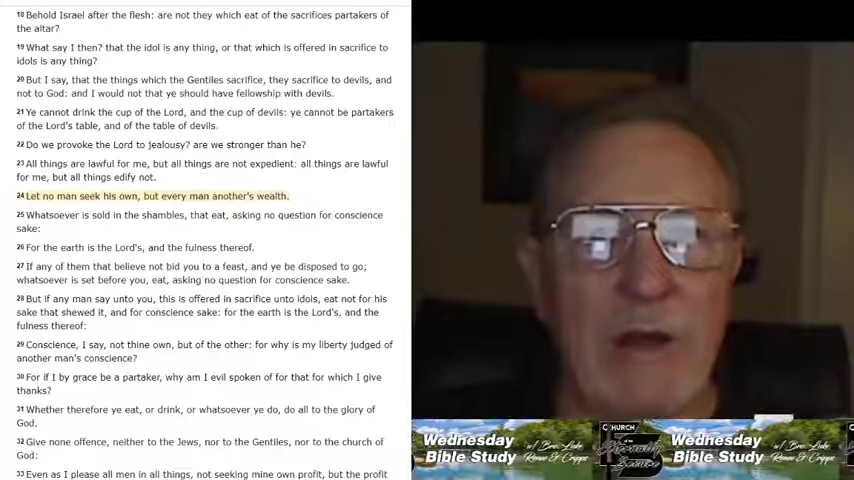 18 Behold Israel after the flesh: are not they which eat of the sacrifices partakers of
the altar?
19 What say I then? that the idol is any thing, or that which is offered in sacrifice to
idols is any thing?
20 But I say, that the things which the Gentiles sacrifice, they sacrifice to devils, and
not to God: and I would not that ye should have fellowship with devils.
21 Ye cannot drink the cup of the Lord, and the cup of devils: ye cannot be partakers
of the Lord's table, and of the table of devils.
22 Do we provoke the Lord to jealousy? are we stronger than he?
23 All things are lawful for me, but all things are not expedient: all things are lawful
for me, but all things edify not.
24 Let no man seek his own, but every man another's wealth.
25 Whatsoever is sold in the shambles, that eat, asking no question for conscience
sake:
26 For the earth is the Lord's, and the fulness thereof.
27 If any of them that believe not bid you to a feast, and ye be disposed to go;
whatsoever is set before you, eat, asking no question for conscience sake.
28 But if any man say unto you, this is offered in sacrifice unto idols, eat not for his
sake that shewed it, and for conscience sake: for the earth is the Lord's, and the
fulness thereof:
29 Conscience, I say, not thine own, but of the other: for why is my liberty judged of
another man's conscience?
30 For if I by grace be a partaker, why am I evil spoken of for that for which I give
thanks?
31 Whether therefore ye eat, or drink, or whatsoever ye do, do all to the glory of
God.
32 Give none offence, neither to the Jews, nor to the Gentiles, nor to the church of
God:
33 Even as I please all men in all things, not seeking mine own profit, but the profit
Wednesday
Bible Study
w/ Bro. Luke,
Renee & Cripps
CHURCH
of the
Eternally
Secure
Wednesday
Bible Study
w/ Bro. Luke,
Renee & Cripps